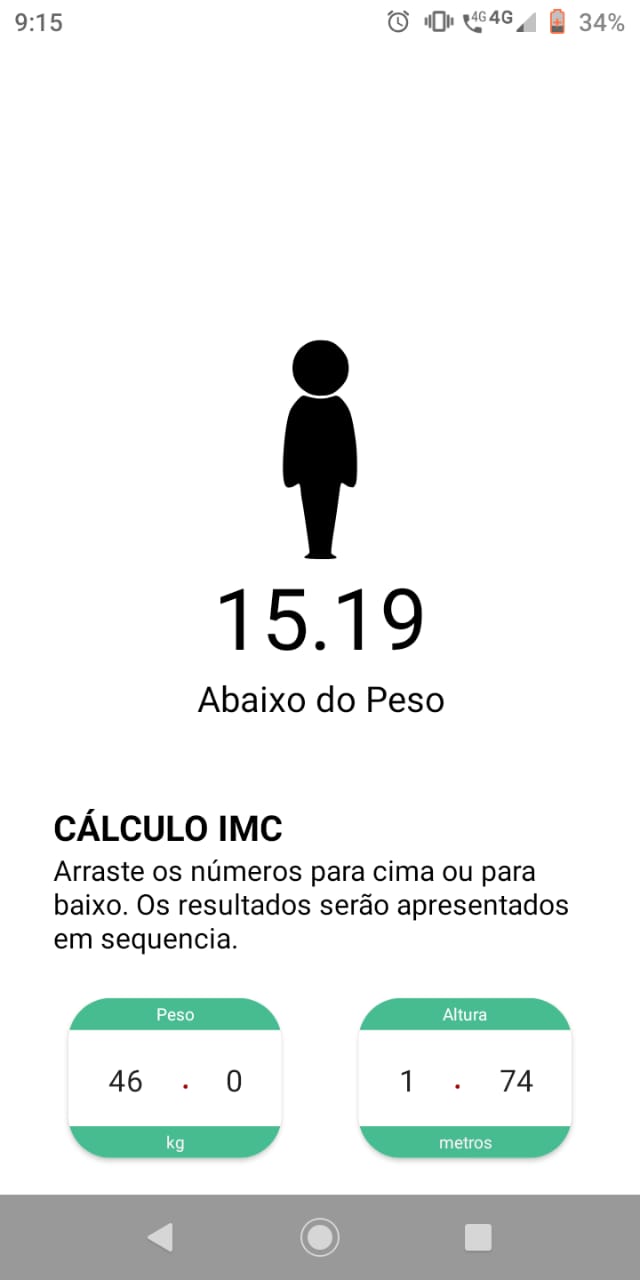 9:15 4G 4G 34%
15.19
Abaixo do Peso
CÁLCULO IMC
Arraste os números para cima ou para
baixo. Os resultados serão apresentados
em sequencia.
Peso Altura
46 . 0 1 . 74
kg metros